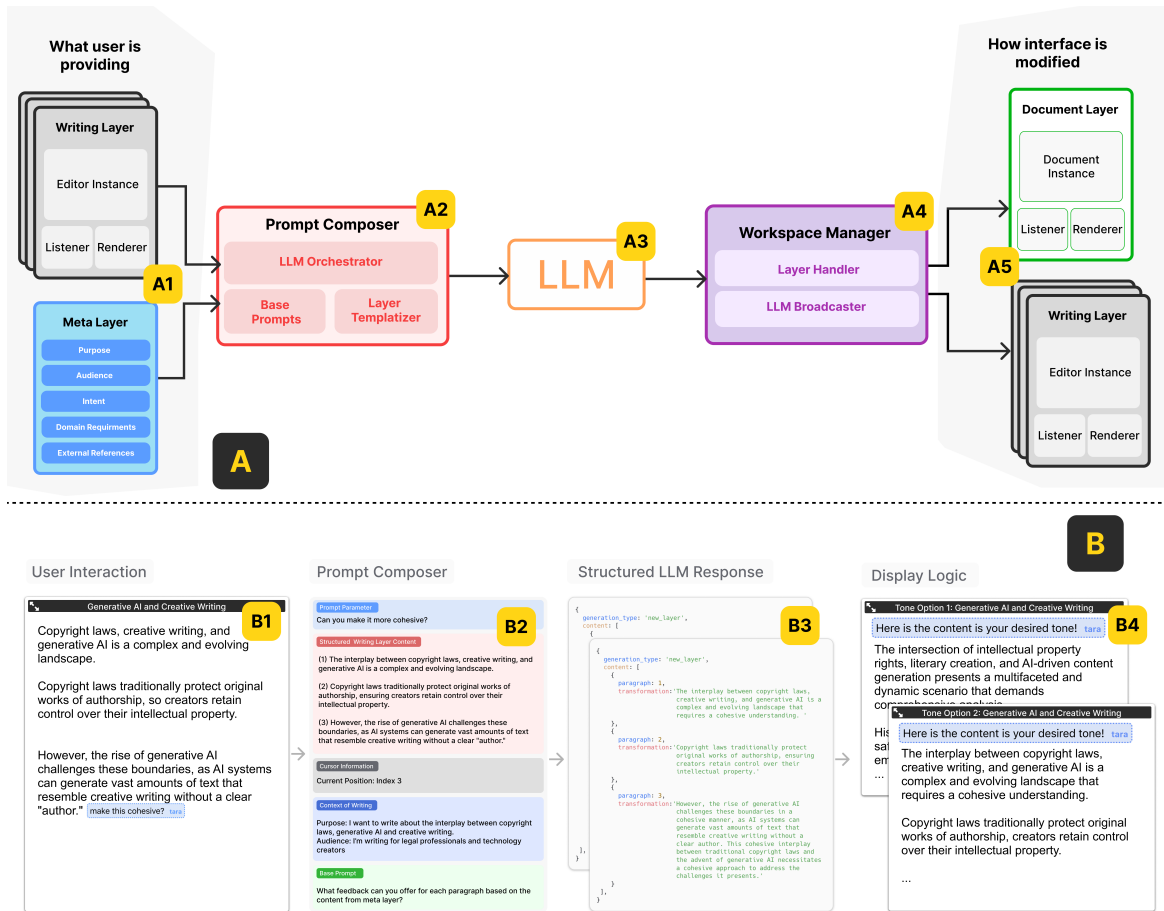 What user is
providing
Writing Layer
Editor Instance
Listener
Renderer
A1
Meta Layer
Purpose
Audience
Intent
Domain Requirments
External References
A2
Prompt Composer
LLM Orchestrator
Base
Prompts
Layer
Templatizer
A3
LLM
A4
Workspace Manager
Layer Handler
LLM Broadcaster
How interface is
modified
Document Layer
Document
Instance
Listener
Renderer
A5
Writing Layer
Editor Instance
Listener
Renderer
A
B
User Interaction
Generative AI and Creative Writing
B1
Copyright laws, creative writing, and
generative AI is a complex and evolving
landscape.
Copyright laws traditionally protect original
works of authorship, so creators retain
control over their intellectual property.
However, the rise of generative AI
challenges these boundaries, as AI systems
can generate vast amounts of text that
resemble creative writing without a clear
"author." make this cohesive? tara
Prompt Composer
B2
Prompt Parameter
Can you make it more cohesive?
Structured Writing Layer Content
(1) The interplay between copyright laws, creative writing, and
generative AI is a complex and evolving landscape.
(2) Copyright laws traditionally protect original works of
authorship, ensuring creators retain control over their
intellectual property.
(3) However, the rise of generative AI challenges these
boundaries, as AI systems can generate vast amounts of text
that resemble creative writing without a clear "author."
Cursor Information
Current Position: Index 3
Context of Writing
Purpose: I want to write about the interplay between copyright
laws, generative AI and creative writing.
Audience: I'm writing for legal professionals and technology
creators
Base Prompt
What feedback can you offer for each paragraph based on the
content from meta layer?
Structured LLM Response
B3
{
generation_type: 'new_layer',
content: [
{
],
}
{
generation_type: 'new_layer',
content: [
{
paragraph: 1,
transformation:'The interplay between copyright laws,
creative writing, and generative AI is a
complex and evolving landscape that
requires a cohesive understanding. '
},
{
paragraph: 2,
transformation:'Copyright laws traditionally protect
original works of authorship, ensuring
creators retain control over their
intellectual property.'
},
{
paragraph: 3,
transformation:'However, the rise of generative AI
challenges these boundaries in a
cohesive manner, as AI systems can
generate vast amounts of text that
resemble creative writing without a
clear author. This cohesive interplay
between traditional copyright laws and
the advent of generative AI necessitates
a cohesive approach to address the
challenges it presents.'
}
],
}
Display Logic
Tone Option 1: Generative AI and Creative Writing
B4
Here is the content is your desired tone! tara
The intersection of intellectual property
rights, literary creation, and AI-driven content
generation presents a multifaceted and
dynamic scenario that demands
comprehensive analysis.
His
saf
em
...
Tone Option 2: Generative AI and Creative Writing
Here is the content is your desired tone! tara
The interplay between copyright laws,
creative writing, and generative AI is a
complex and evolving landscape that
requires a cohesive understanding.
Copyright laws traditionally protect original
works of authorship, creators retain control
over their intellectual property.
...